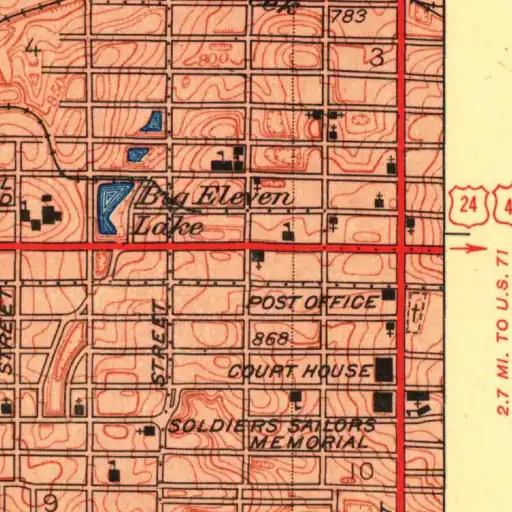 783
4
3
800
Big Eleven
Lake
24
4
2.7 MI. TO U.S. 71
POST OFFICE
STREET
STREET
868
COURT HOUSE
SOLDIERS SAILORS
MEMORIAL
10
9